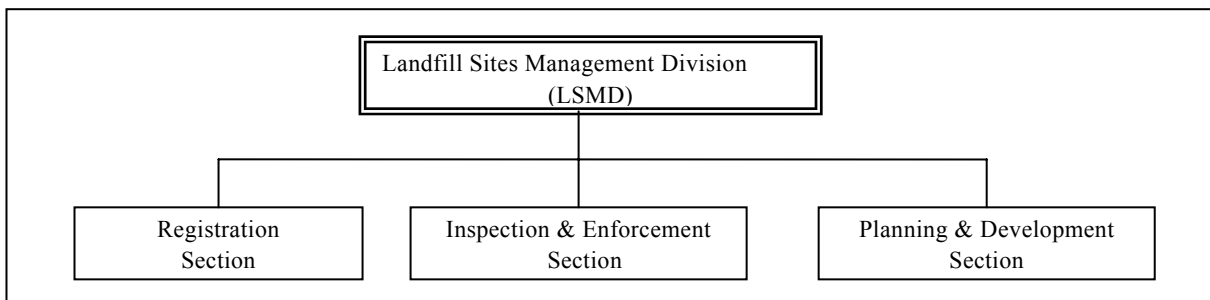 Landfill Sites Management Division
(LSMD)
Registration
Section
Inspection & Enforcement
Section
Planning & Development
Section